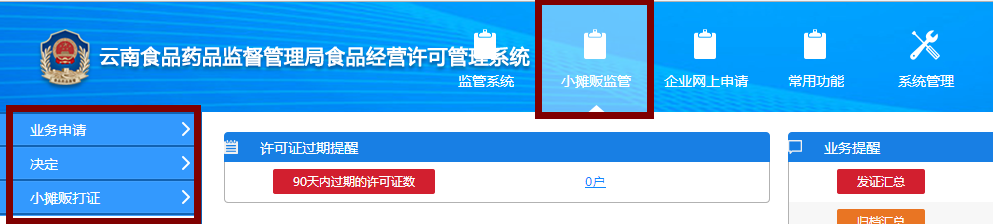 云南食品药品监督管理局食品经营许可管理系统
监管系统
小摊贩监管
企业网上申请
常用功能
系统管理
业务申请
决定
小摊贩打证
许可证过期提醒
90天内过期的许可证数
0户
业务提醒
发证汇总
归档汇总